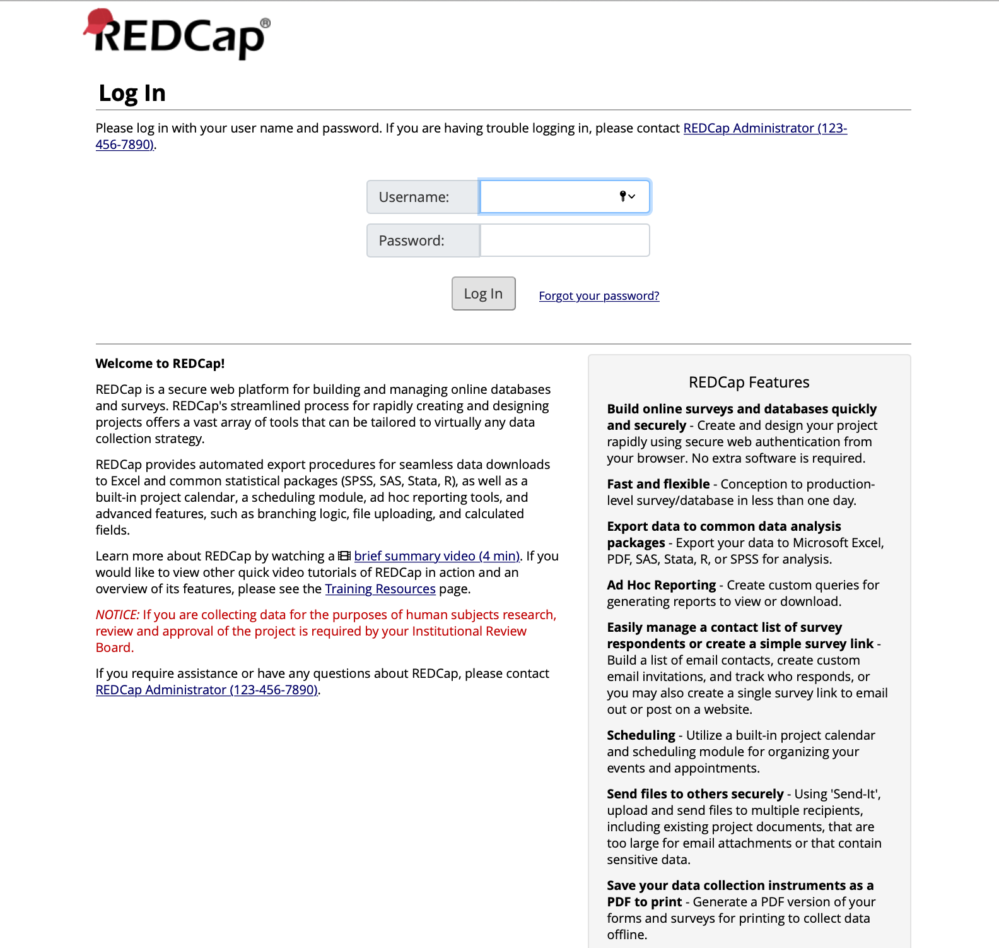 REDCap®
Log In
Please log in with your user name and password. If you are having trouble logging in, please contact REDCap Administrator (123-
456-7890).
Username:
Password:
Log In
Forgot your password?
Welcome to REDCap!
REDCap is a secure web platform for building and managing online databases
and surveys. REDCap's streamlined process for rapidly creating and designing
projects offers a vast array of tools that can be tailored to virtually any data
collection strategy.
REDCap provides automated export procedures for seamless data downloads
to Excel and common statistical packages (SPSS, SAS, Stata, R), as well as a
built-in project calendar, a scheduling module, ad hoc reporting tools, and
advanced features, such as branching logic, file uploading, and calculated
fields.
Learn more about REDCap by watching a brief summary video (4 min). If you
would like to view other quick video tutorials of REDCap in action and an
overview of its features, please see the Training Resources page.
NOTICE: If you are collecting data for the purposes of human subjects research,
review and approval of the project is required by your Institutional Review
Board.
If you require assistance or have any questions about REDCap, please contact
REDCap Administrator (123-456-7890).
REDCap Features
Build online surveys and databases quickly
and securely - Create and design your project
rapidly using secure web authentication from
your browser. No extra software is required.
Fast and flexible - Conception to production-
level survey/database in less than one day.
Export data to common data analysis
packages - Export your data to Microsoft Excel,
PDF, SAS, Stata, R, or SPSS for analysis.
Ad Hoc Reporting - Create custom queries for
generating reports to view or download.
Easily manage a contact list of survey
respondents or create a simple survey link -
Build a list of email contacts, create custom
email invitations, and track who responds, or
you may also create a single survey link to email
out or post on a website.
Scheduling - Utilize a built-in project calendar
and scheduling module for organizing your
events and appointments.
Send files to others securely - Using 'Send-It',
upload and send files to multiple recipients,
including existing project documents, that are
too large for email attachments or that contain
sensitive data.
Save your data collection instruments as a
PDF to print - Generate a PDF version of your
forms and surveys for printing to collect data
offline.